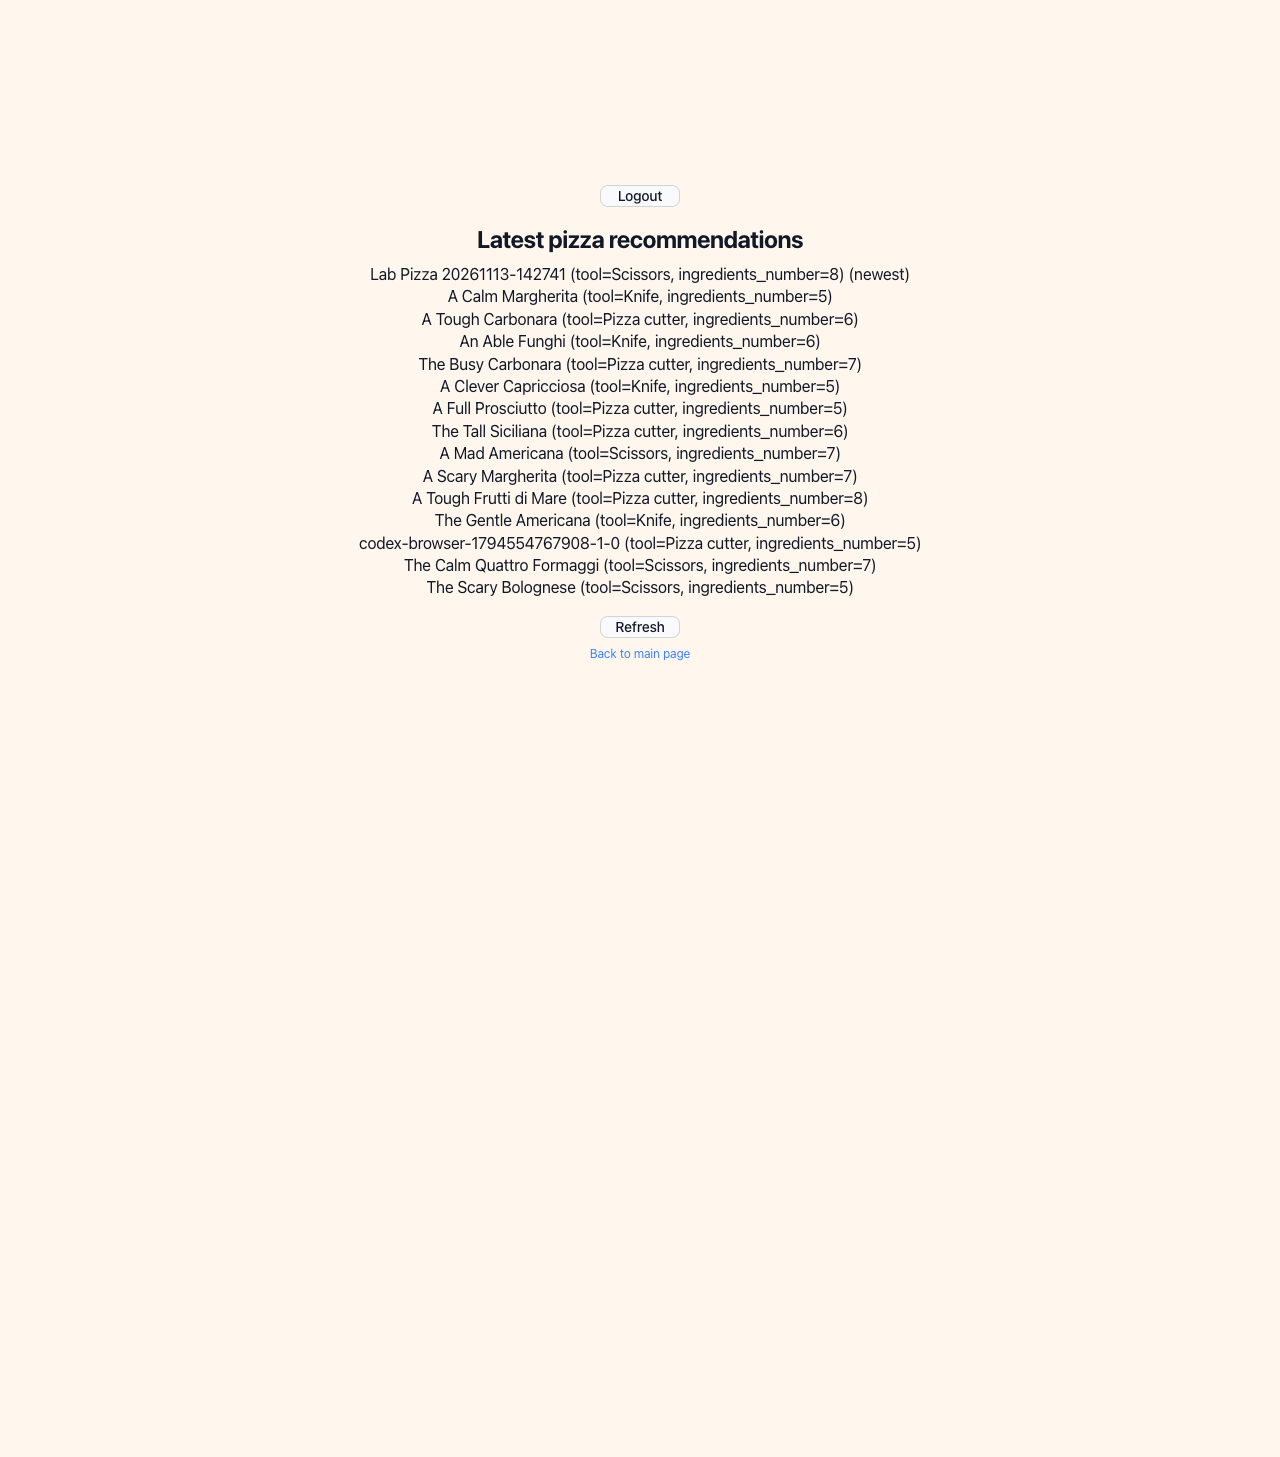 Logout
Latest pizza recommendations
Lab Pizza 20261113-142741 (tool=Scissors, ingredients_number=8) (newest)
A Calm Margherita (tool=Knife, ingredients_number=5)
A Tough Carbonara (tool=Pizza cutter, ingredients_number=6)
An Able Funghi (tool=Knife, ingredients_number=6)
The Busy Carbonara (tool=Pizza cutter, ingredients_number=7)
A Clever Capricciosa (tool=Knife, ingredients_number=5)
A Full Prosciutto (tool=Pizza cutter, ingredients_number=5)
The Tall Siciliana (tool=Pizza cutter, ingredients_number=6)
A Mad Americana (tool=Scissors, ingredients_number=7)
A Scary Margherita (tool=Pizza cutter, ingredients_number=7)
A Tough Frutti di Mare (tool=Pizza cutter, ingredients_number=8)
The Gentle Americana (tool=Knife, ingredients_number=6)
codex-browser-1794554767908-1-0 (tool=Pizza cutter, ingredients_number=5)
The Calm Quattro Formaggi (tool=Scissors, ingredients_number=7)
The Scary Bolognese (tool=Scissors, ingredients_number=5)
Refresh
Back to main page